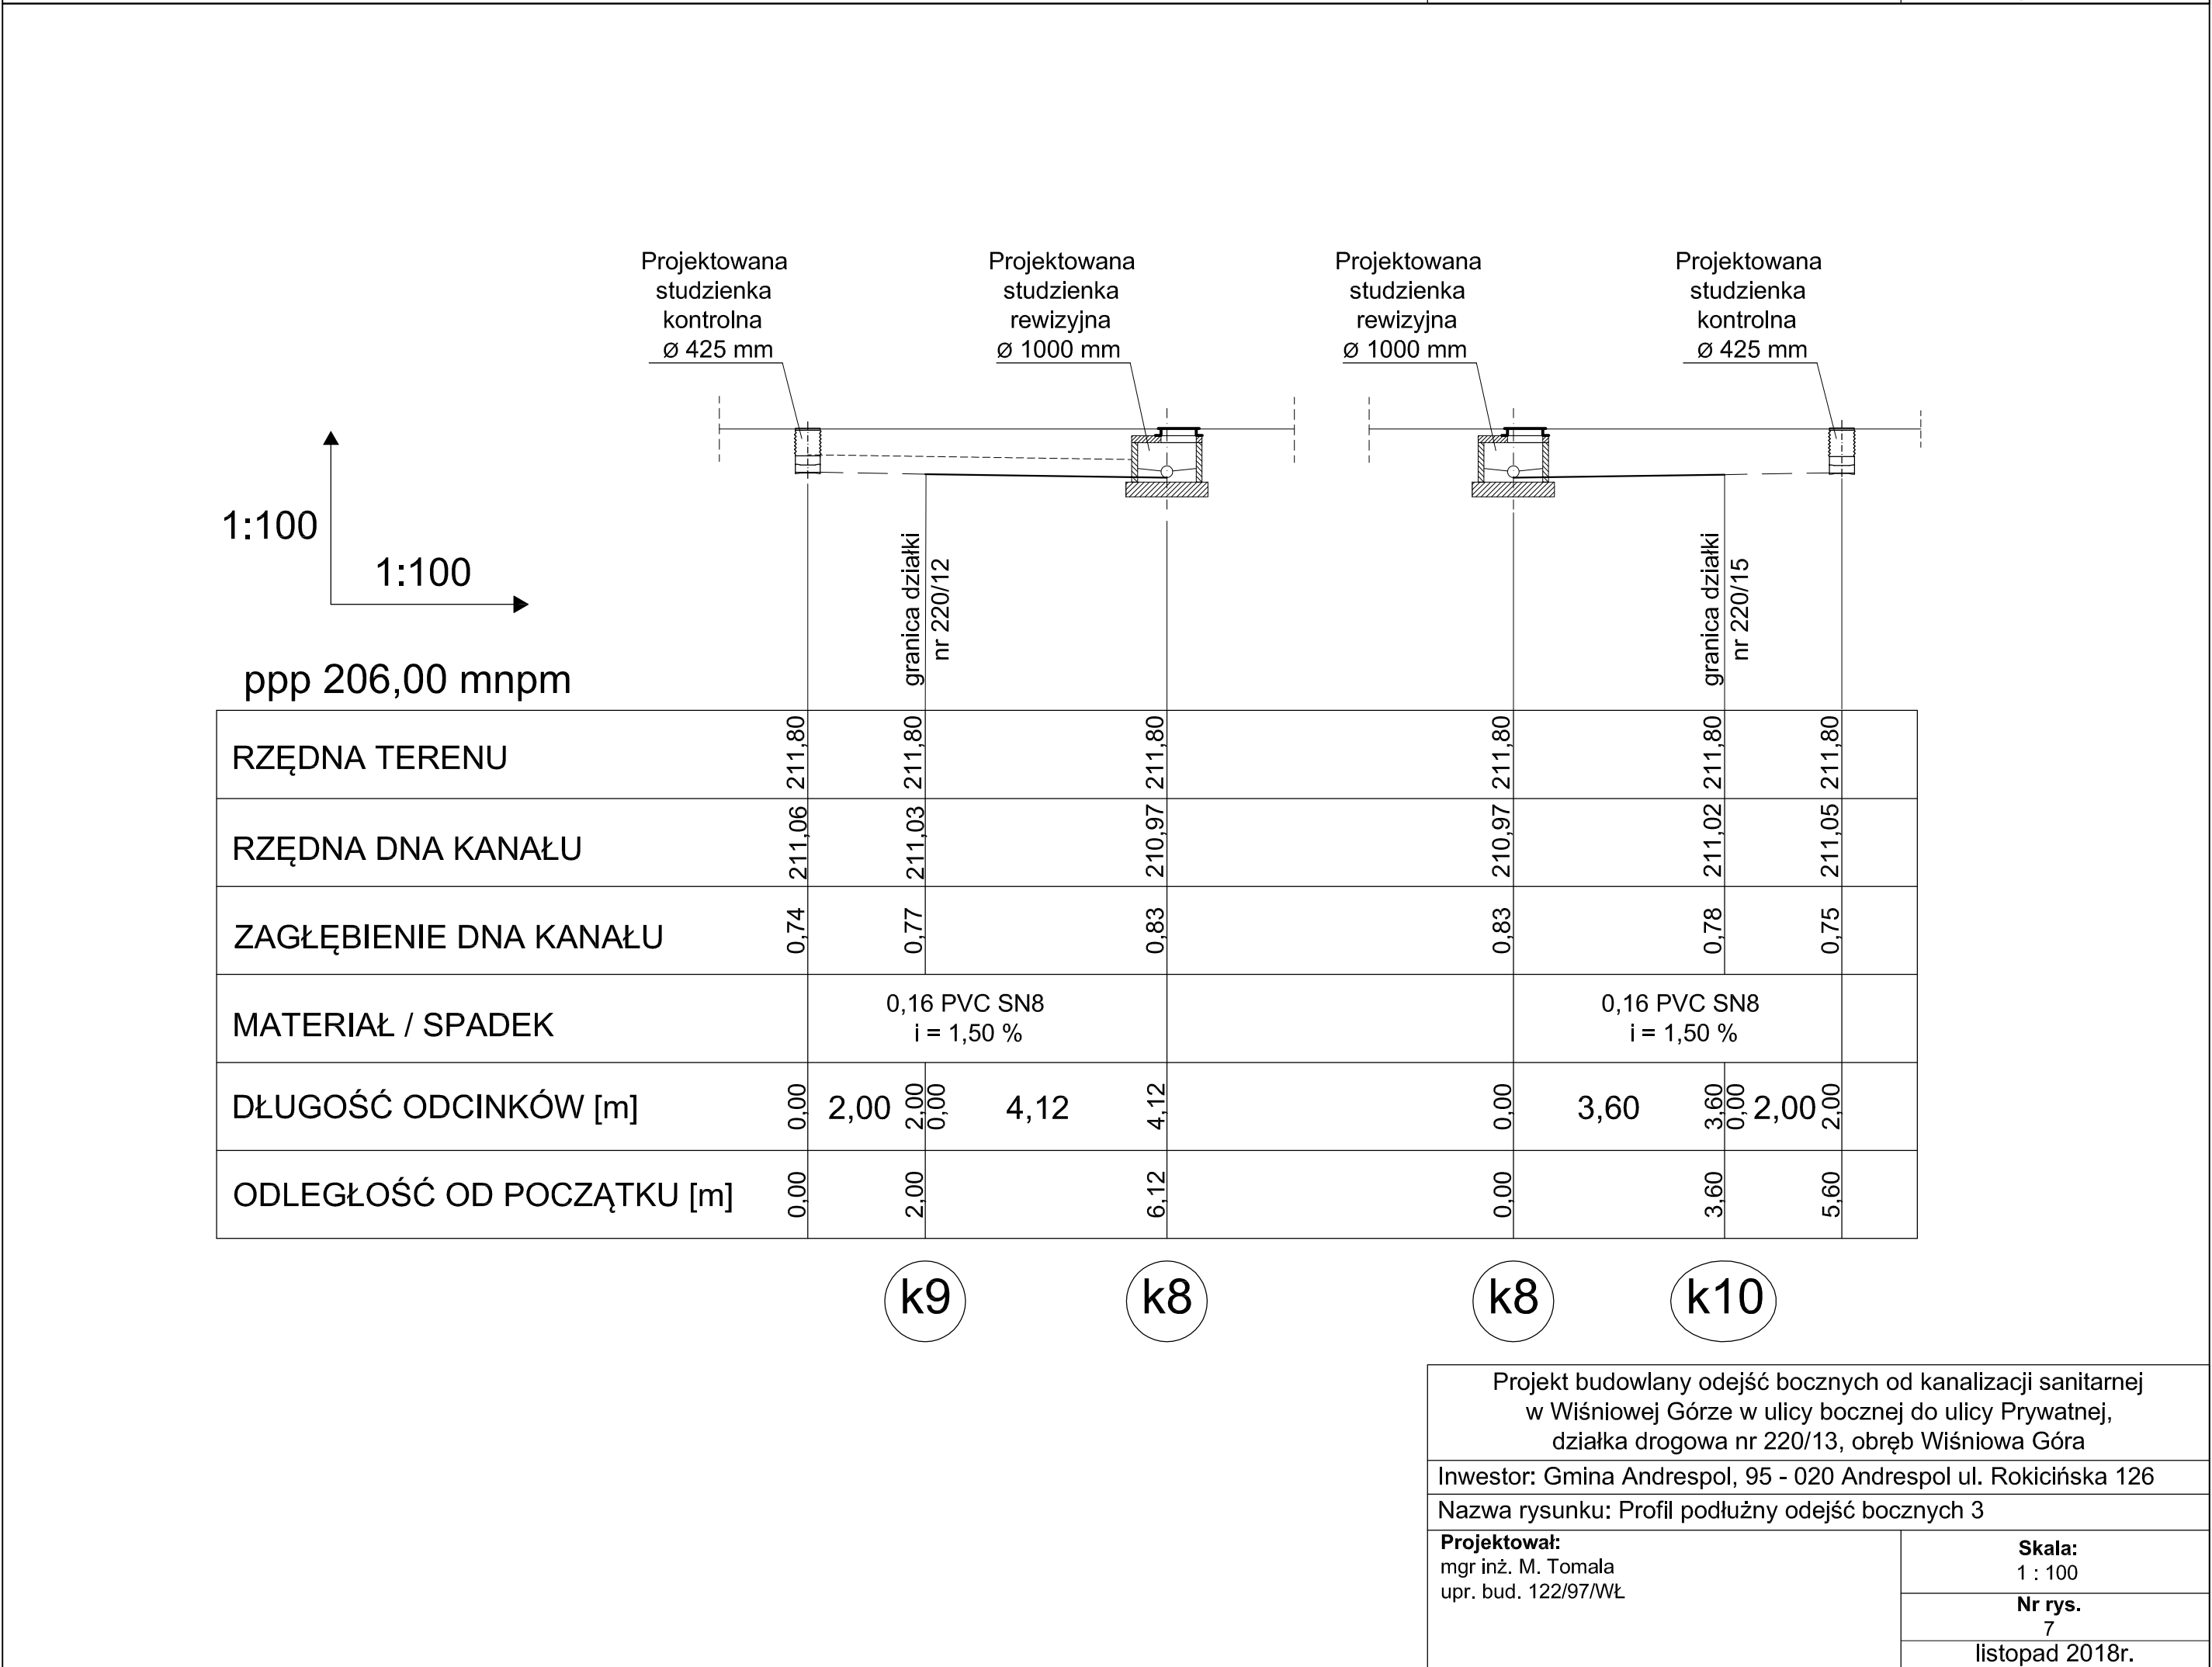 Projektowana
studzienka
kontrolna
Ø 425 mm
Projektowana
studzienka
rewizyjna
Ø 1000 mm
Projektowana
studzienka
rewizyjna
Ø 1000 mm
Projektowana
studzienka
kontrolna
Ø 425 mm
1:100
1:100
granica działki
nr 220/12
granica działki
nr 220/15
ppp 206,00 mnpm
RZĘDNA TERENU 211,80 211,80 211,80 211,80 211,80 211,80
RZĘDNA DNA KANAŁU 211,06 211,03 210,97 210,97 211,02 211,05
ZAGŁĘBIENIE DNA KANAŁU 0,74 0,77 0,83 0,83 0,78 0,75
MATERIAŁ / SPADEK
0,16 PVC SN8
i = 1,50 %
0,16 PVC SN8
i = 1,50 %
DŁUGOŚĆ ODCINKÓW [m] 0,00 2,00 2,00 0,00 4,12 4,12 0,00 3,60 3,60 0,00 2,00 2,00
ODLEGŁOŚĆ OD POCZĄTKU [m] 0,00 2,00 6,12 0,00 3,60 5,60
k9 k8 k8 k10
Projekt budowlany odejść bocznych od kanalizacji sanitarnej
w Wiśniowej Górze w ulicy bocznej do ulicy Prywatnej,
działka drogowa nr 220/13, obręb Wiśniowa Góra
Inwestor: Gmina Andrespol, 95 - 020 Andrespol ul. Rokicińska 126
Nazwa rysunku: Profil podłużny odejść bocznych 3
Projektował:
mgr inż. M. Tomala
upr. bud. 122/97/WŁ
Skala:
1 : 100
Nr rys.
7
listopad 2018r.